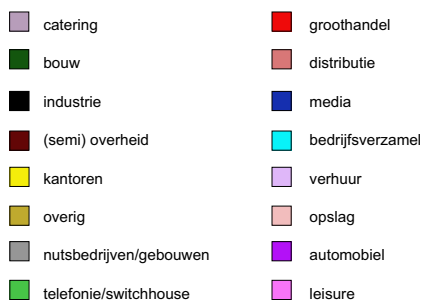 catering
bouw
industrie
(semi) overheid
kantoren
overig
nutsbedrijven/gebouwen
telefonie/switchhouse
groothandel
distributie
media
bedrijfsverzamel
verhuur
opslag
automobiel
leisure